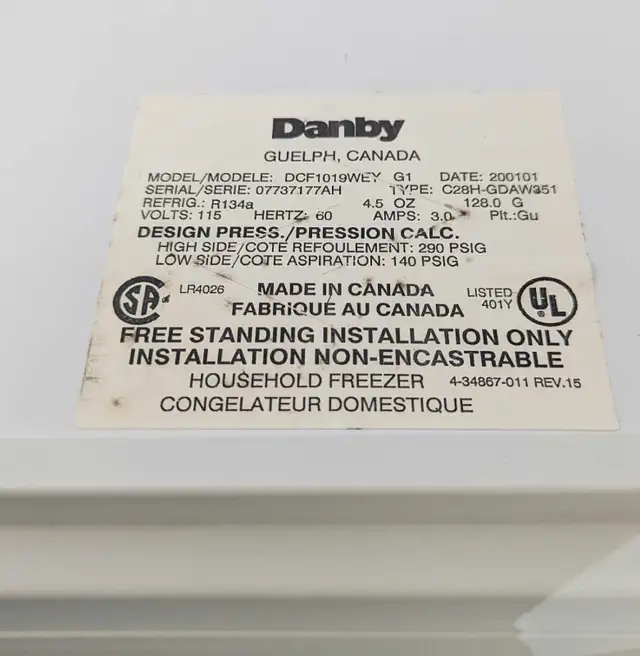 Danby
GUELPH, CANADA
MODEL/MODELE: DCF1019WEY G1 DATE: 200101
SERIAL/SERIE: 07737177AH TYPE: C28H-GDAW351
REFRIG.: R134a 4.5 OZ 128.0 G
VOLTS: 115 HERTZ: 60 AMPS: 3.0 Plt.:Gu
DESIGN PRESS./PRESSION CALC.
HIGH SIDE/COTE REFOULEMENT: 290 PSIG
LOW SIDE/COTE ASPIRATION: 140 PSIG
SA LR4026 MADE IN CANADA LISTED UL
FABRIQUE AU CANADA 401Y
FREE STANDING INSTALLATION ONLY
INSTALLATION NON-ENCASTRABLE
HOUSEHOLD FREEZER 4-34867-011 REV.15
CONGELATEUR DOMESTIQUE